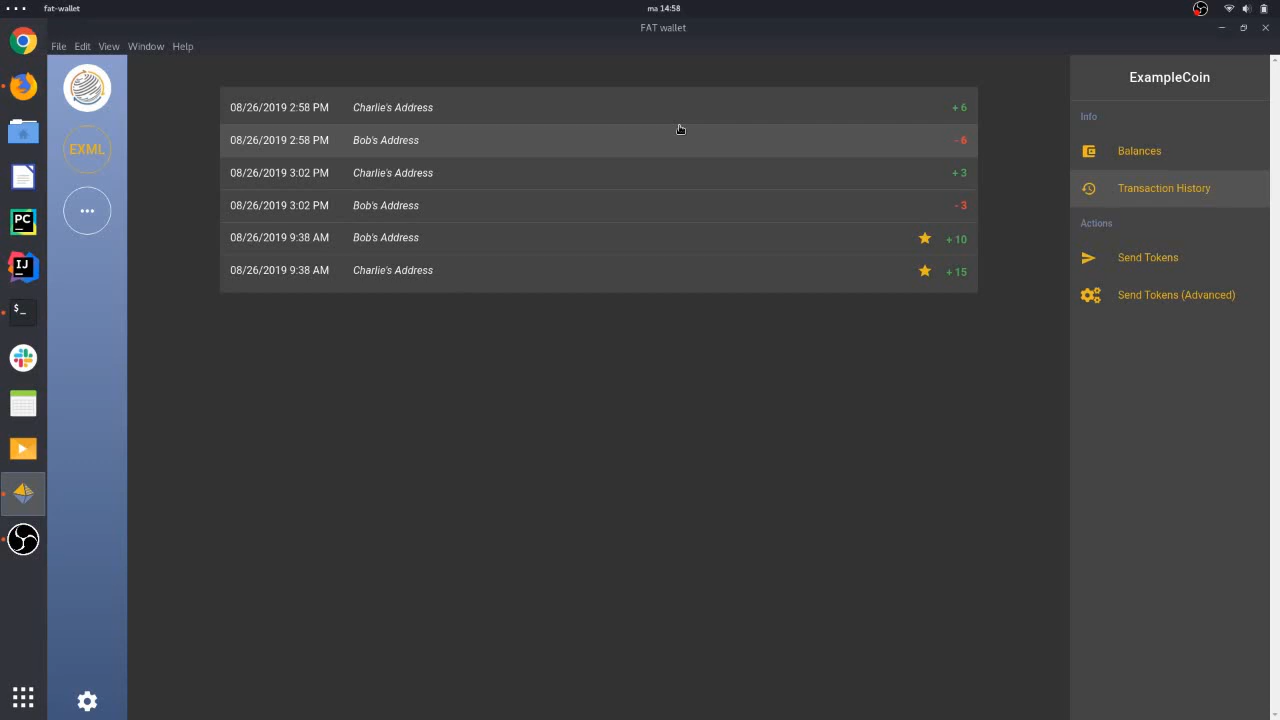 fat-wallet
ma 14:58
FAT wallet
File Edit View Window Help
EXML
08/26/2019 2:58 PM Charlie's Address + 6
08/26/2019 2:58 PM Bob's Address - 6
08/26/2019 3:02 PM Charlie's Address + 3
08/26/2019 3:02 PM Bob's Address - 3
08/26/2019 9:38 AM Bob's Address + 10
08/26/2019 9:38 AM Charlie's Address + 15
ExampleCoin
Info
Balances
Transaction History
Actions
Send Tokens
Send Tokens (Advanced)
PC
IJ
$_